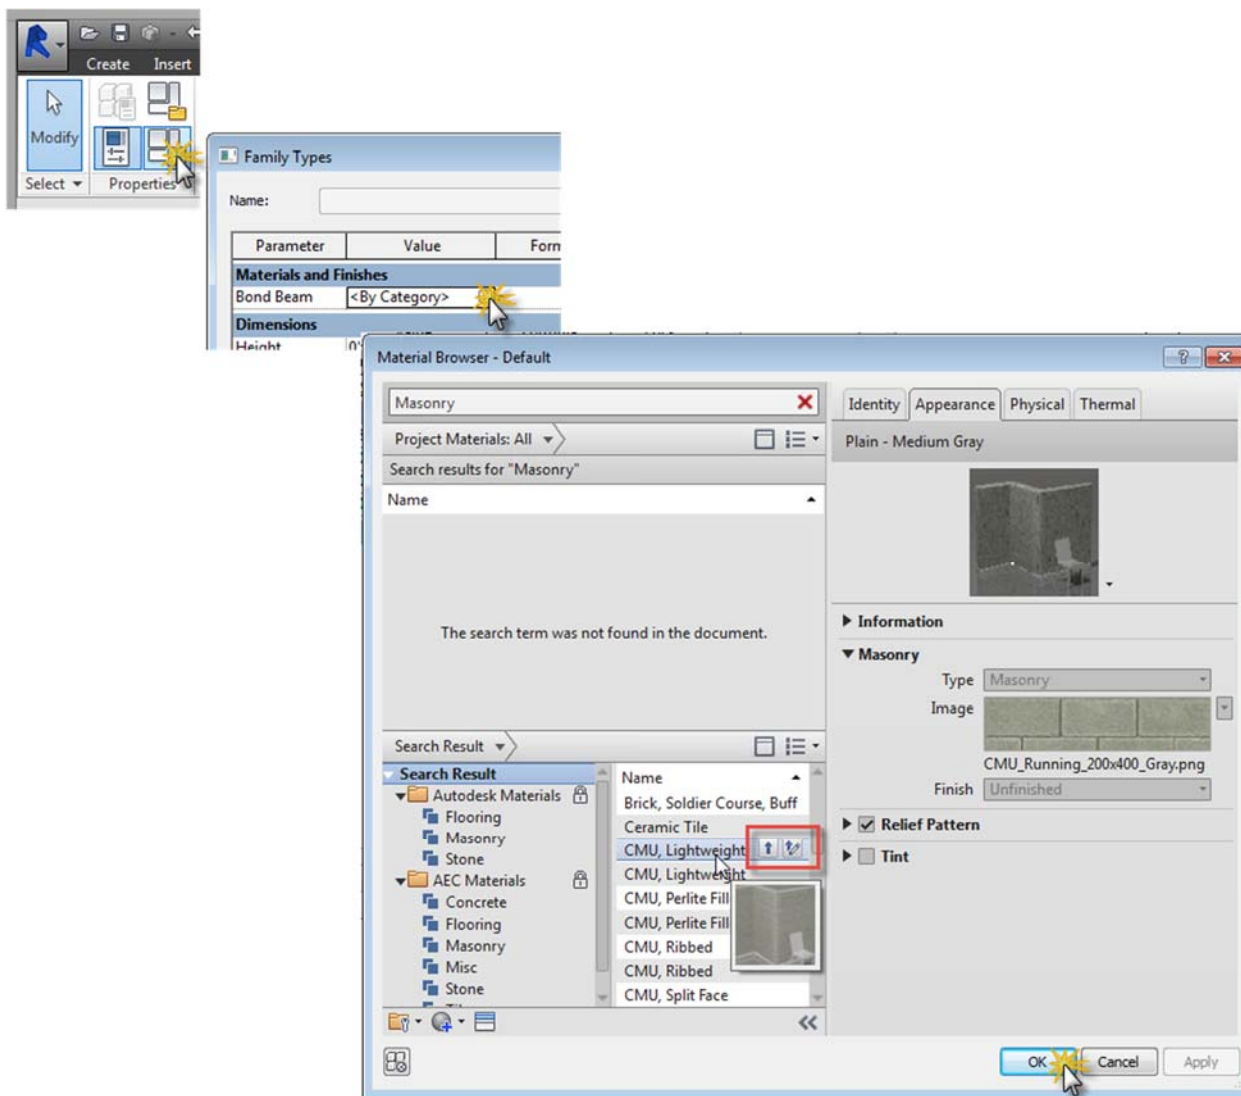 Create Insert
Modify
Select Properties
Family Types
Name:
Parameter Value Form
Materials and Finishes
Bond Beam <By Category>
Dimensions
Height
Material Browser - Default
Masonry
Project Materials: All
Search results for "Masonry"
Name
The search term was not found in the document.
Search Result
Search Result
Autodesk Materials
Flooring
Masonry
Stone
AEC Materials
Concrete
Flooring
Masonry
Misc
Stone
Name
Brick, Soldier Course, Buff
Ceramic Tile
CMU, Lightweight
CMU, Lightweight
CMU, Perlite Fill
CMU, Perlite Fill
CMU, Ribbed
CMU, Ribbed
CMU, Split Face
Identity Appearance Physical Thermal
Plain - Medium Gray
Information
Masonry
Type Masonry
Image
CMU_Running_200x400_Gray.png
Finish Unfinished
Relief Pattern
Tint
OK Cancel Apply